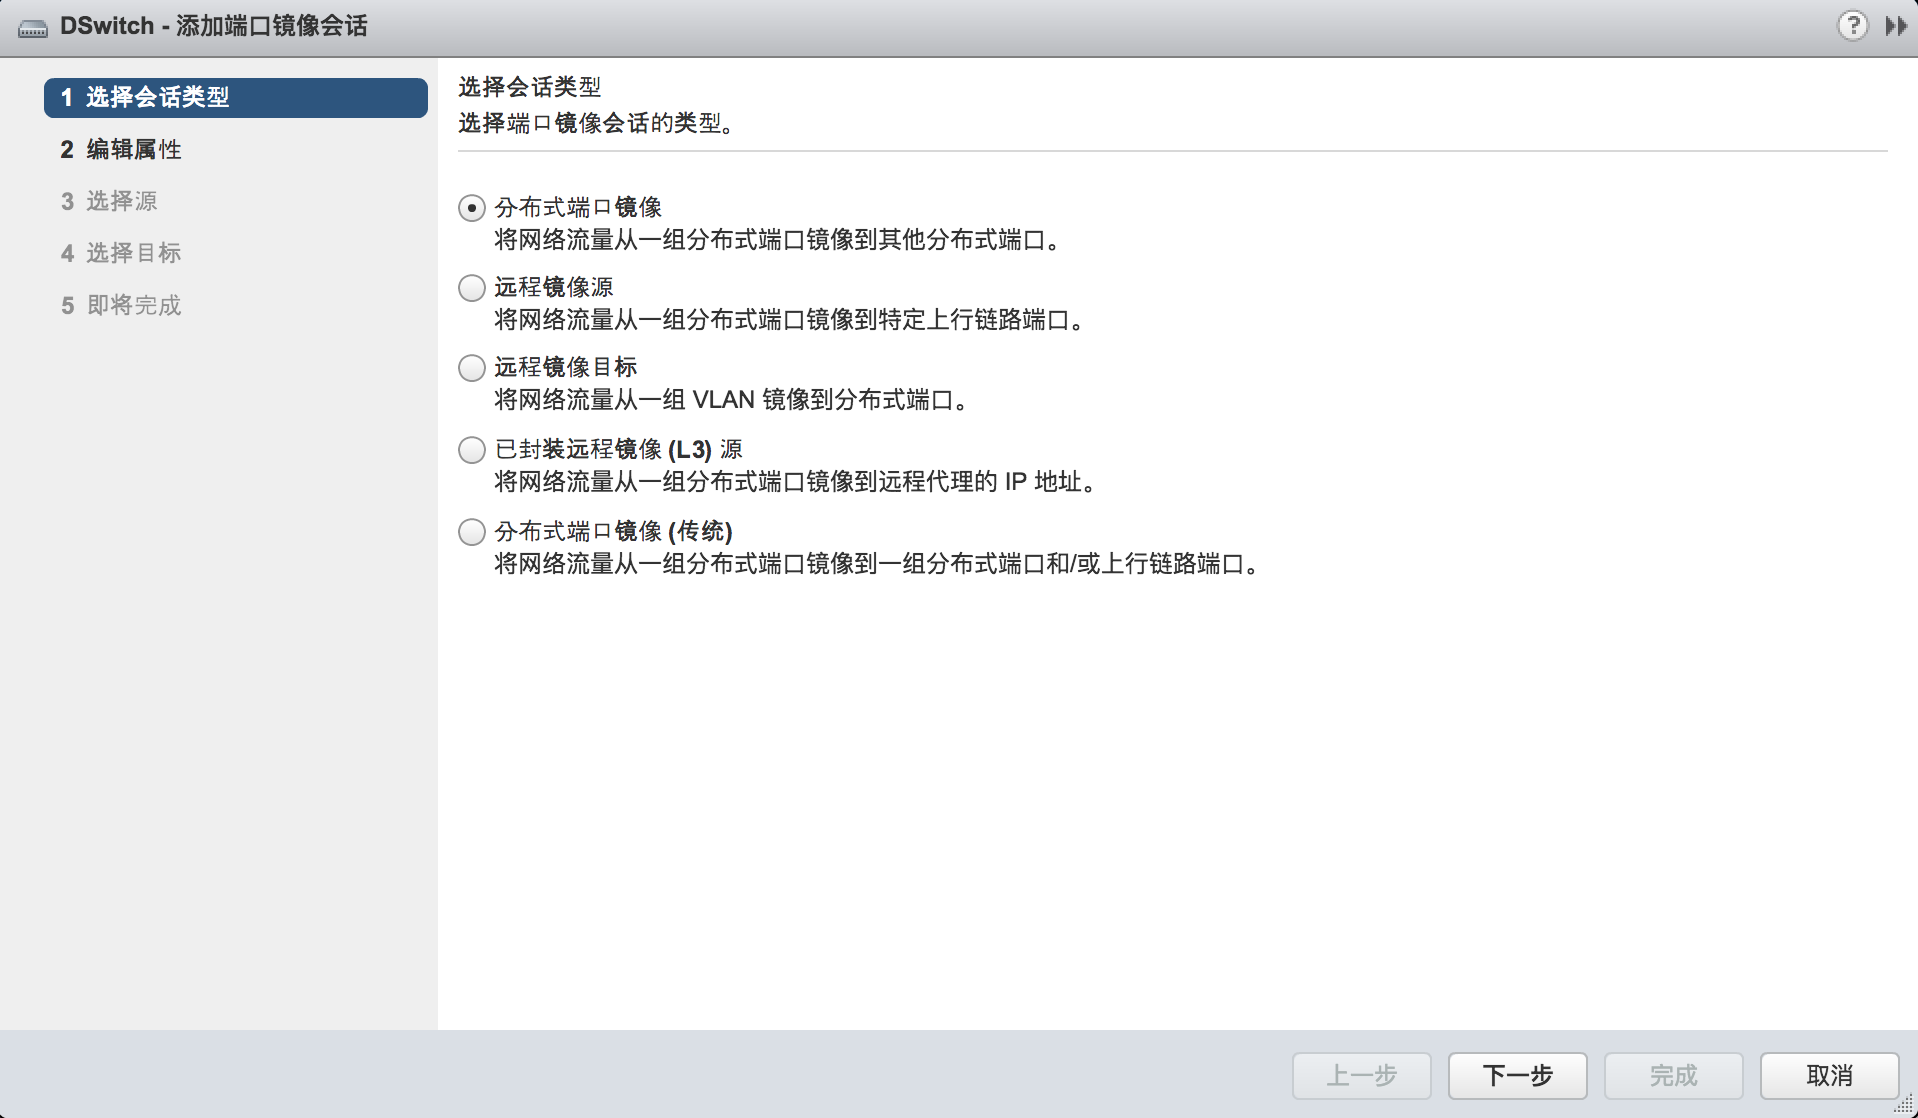 DSwitch - 添加端口镜像会话
?
1 选择会话类型
2 编辑属性
3 选择源
4 选择目标
5 即将完成
选择会话类型
选择端口镜像会话的类型。
分布式端口镜像
将网络流量从一组分布式端口镜像到其他分布式端口。
远程镜像源
将网络流量从一组分布式端口镜像到特定上行链路端口。
远程镜像目标
将网络流量从一组 VLAN 镜像到分布式端口。
已封装远程镜像 (L3) 源
将网络流量从一组分布式端口镜像到远程代理的 IP 地址。
分布式端口镜像 (传统)
将网络流量从一组分布式端口镜像到一组分布式端口和/或上行链路端口。
上一步
下一步
完成
取消